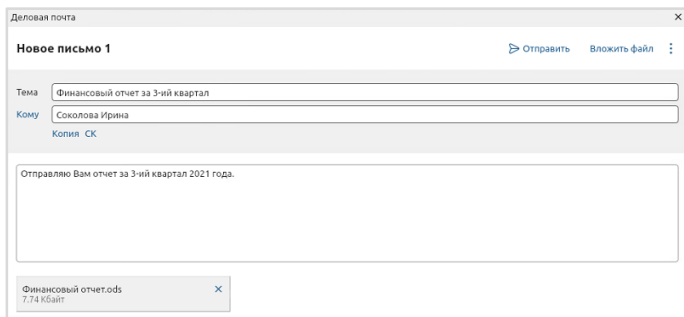 Деловая почта
Новое письмо 1 Отправить Вложить файл
Тема Финансовый отчет за 3-ий квартал
Кому Соколова Ирина
Копия СК
Отправляю Вам отчет за 3-ий квартал 2021 года.
Финансовый отчет.ods
7.74 Кбайт